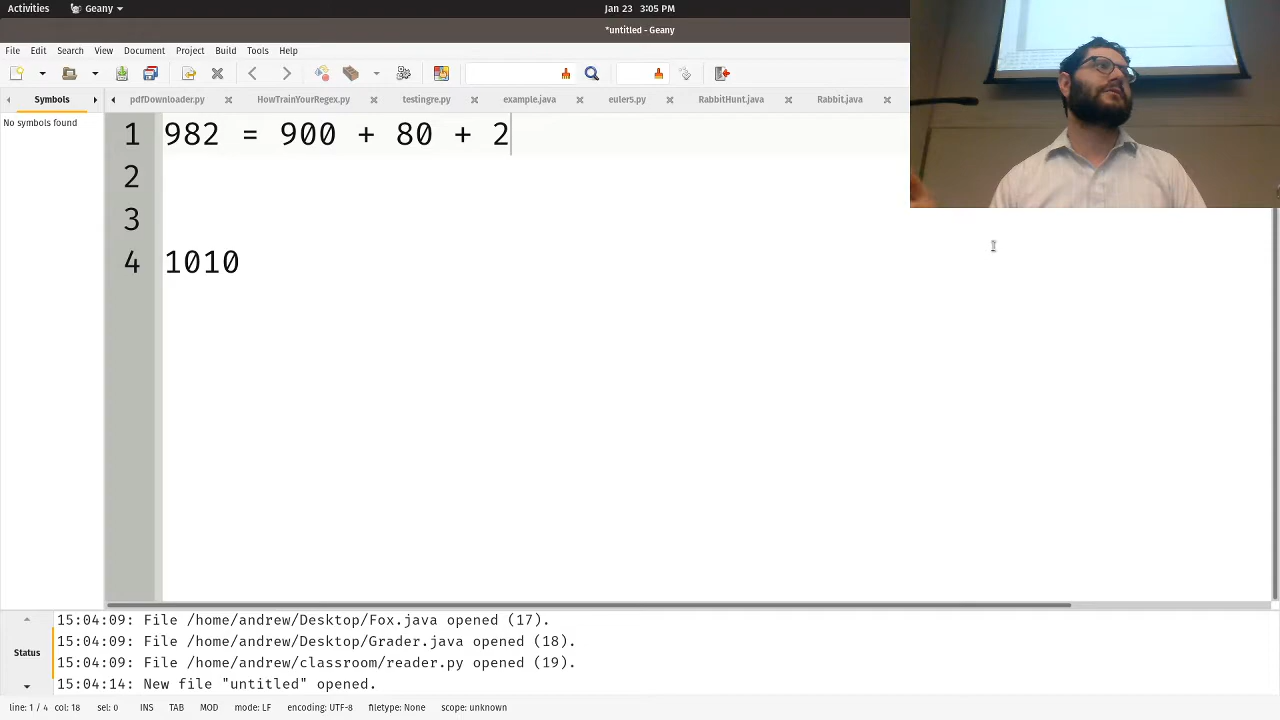 Activities Geany Jan 23 3:05 PM
*untitled - Geany
File Edit Search View Document Project Build Tools Help
Symbols pdfDownloader.py HowTrainYourRegex.py testingre.py example.java euler5.py RabbitHunt.java Rabbit.java
No symbols found
1 982 = 900 + 80 + 2
2
3
4 1010
15:04:09: File /home/andrew/Desktop/Fox.java opened (17).
15:04:09: File /home/andrew/Desktop/Grader.java opened (18).
Status 15:04:09: File /home/andrew/classroom/reader.py opened (19).
15:04:14: New file "untitled" opened.
line: 1 / 4 col: 18 sel: 0 INS TAB MOD mode: LF encoding: UTF-8 filetype: None scope: unknown